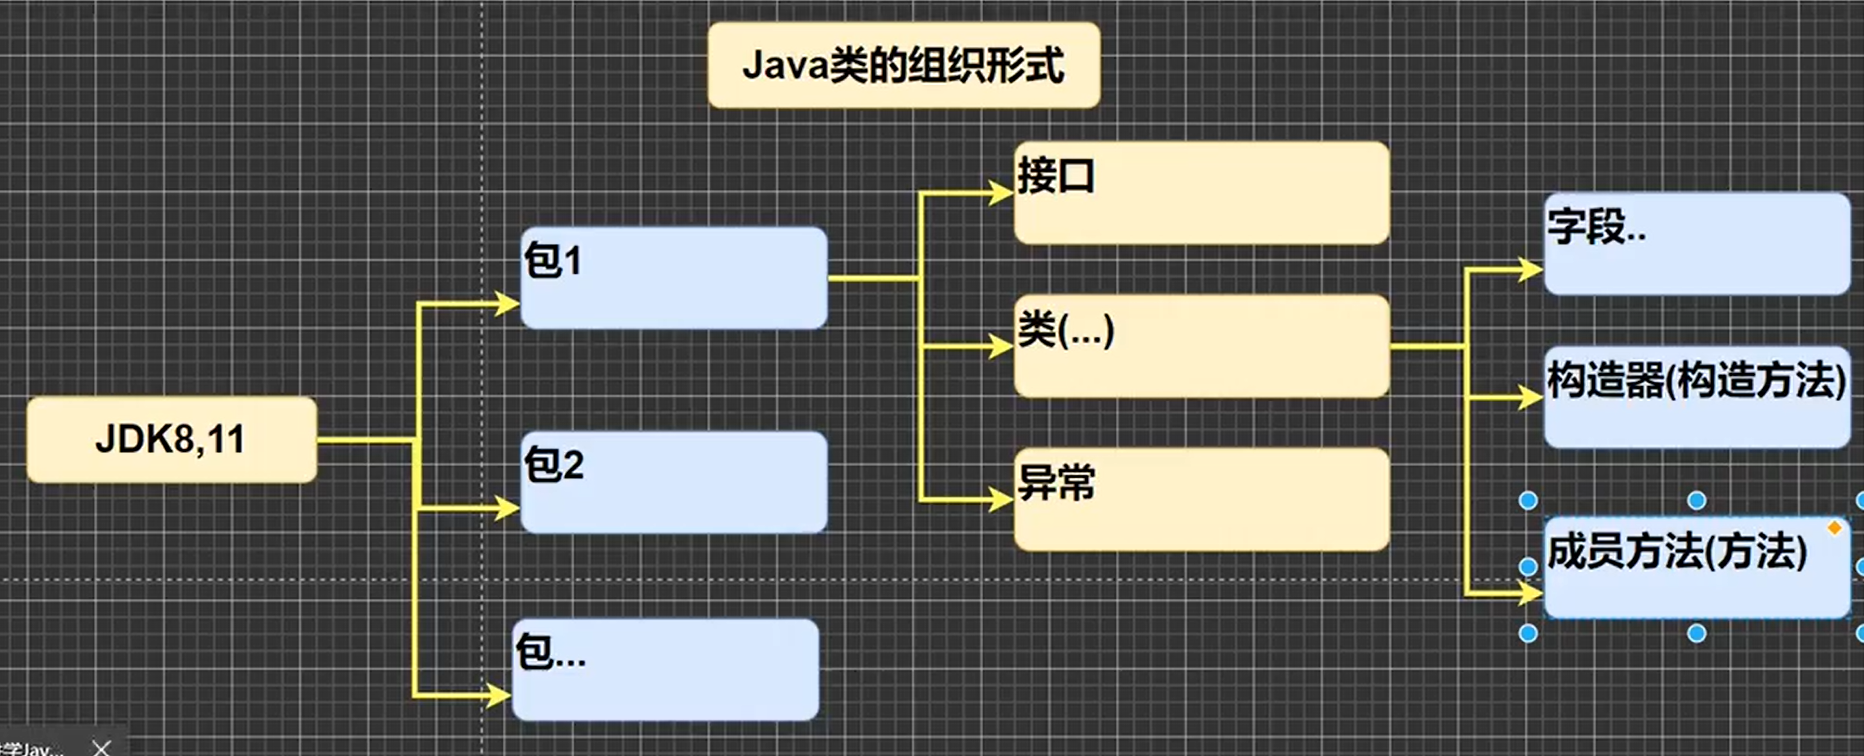 Java类的组织形式
JDK8,11
包1
包2
包...
接口
类(...)
异常
字段..
构造器(构造方法)
成员方法(方法)
学Jav...